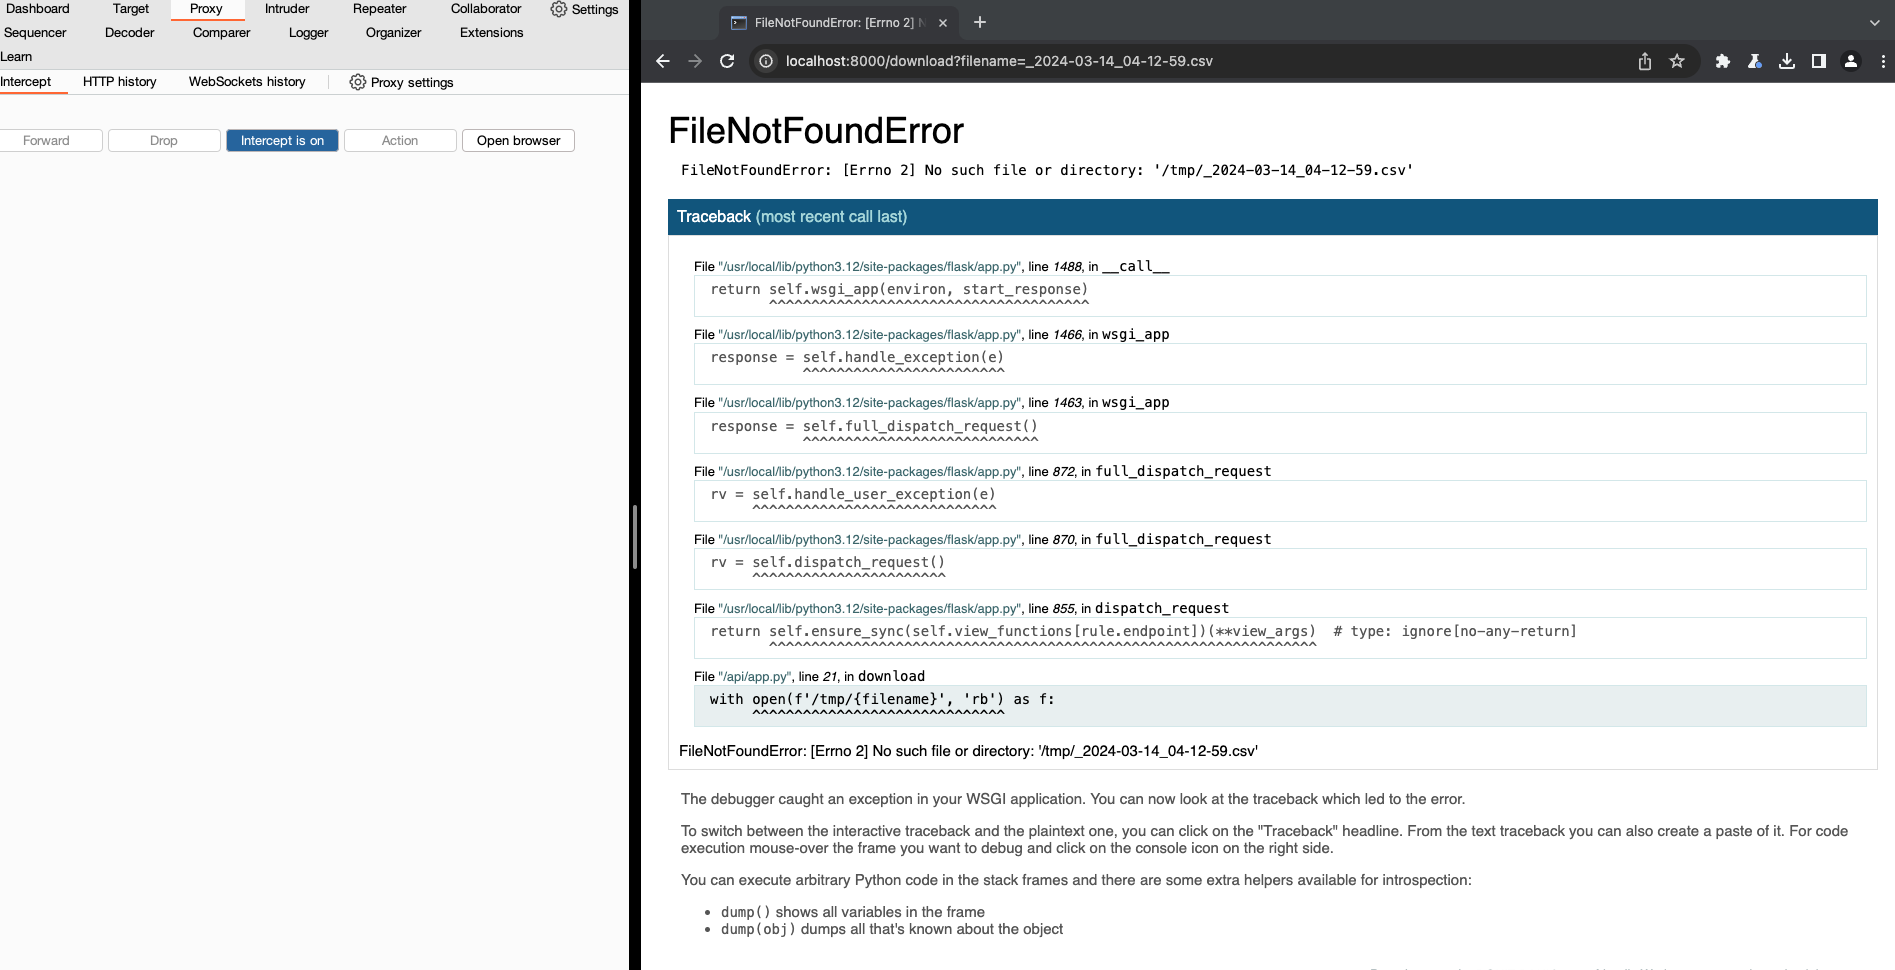 Dashboard Target Proxy Intruder Repeater Collaborator Settings
Sequencer Decoder Comparer Logger Organizer Extensions
Learn
Intercept HTTP history WebSockets history Proxy settings
Forward Drop Intercept is on Action Open browser
FileNotFoundError: [Errno 2]
localhost:8000/download?filename=_2024-03-14_04-12-59.csv
FileNotFoundError
FileNotFoundError: [Errno 2] No such file or directory: '/tmp/_2024-03-14_04-12-59.csv'
Traceback (most recent call last)
File "/usr/local/lib/python3.12/site-packages/flask/app.py", line 1488, in __call__
return self.wsgi_app(environ, start_response)
^^^^^^^^^^^^^^^^^^^^^^^^^^^^^^^^^^^^^^
File "/usr/local/lib/python3.12/site-packages/flask/app.py", line 1466, in wsgi_app
response = self.handle_exception(e)
^^^^^^^^^^^^^^^^^^^^^^^^
File "/usr/local/lib/python3.12/site-packages/flask/app.py", line 1463, in wsgi_app
response = self.full_dispatch_request()
^^^^^^^^^^^^^^^^^^^^^^^^^^^^
File "/usr/local/lib/python3.12/site-packages/flask/app.py", line 872, in full_dispatch_request
rv = self.handle_user_exception(e)
^^^^^^^^^^^^^^^^^^^^^^^^^^^^^
File "/usr/local/lib/python3.12/site-packages/flask/app.py", line 870, in full_dispatch_request
rv = self.dispatch_request()
^^^^^^^^^^^^^^^^^^^^^^^
File "/usr/local/lib/python3.12/site-packages/flask/app.py", line 855, in dispatch_request
return self.ensure_sync(self.view_functions[rule.endpoint])(**view_args)  # type: ignore[no-any-return]
^^^^^^^^^^^^^^^^^^^^^^^^^^^^^^^^^^^^^^^^^^^^^^^^^^^^^^^^^^^^^^^^^
File "/api/app.py", line 21, in download
with open(f'/tmp/{filename}', 'rb') as f:
^^^^^^^^^^^^^^^^^^^^^^^^^^^^^^
FileNotFoundError: [Errno 2] No such file or directory: '/tmp/_2024-03-14_04-12-59.csv'
The debugger caught an exception in your WSGI application. You can now look at the traceback which led to the error.
To switch between the interactive traceback and the plaintext one, you can click on the "Traceback" headline. From the text traceback you can also create a paste of it. For code
execution mouse-over the frame you want to debug and click on the console icon on the right side.
You can execute arbitrary Python code in the stack frames and there are some extra helpers available for introspection:
• dump() shows all variables in the frame
• dump(obj) dumps all that's known about the object